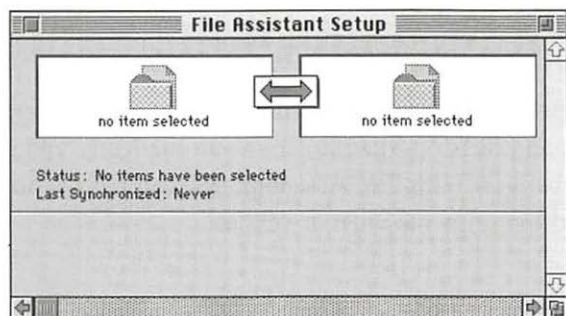 File Assistant Setup
no item selected
no item selected
Status: No items have been selected
Last Synchronized: Never